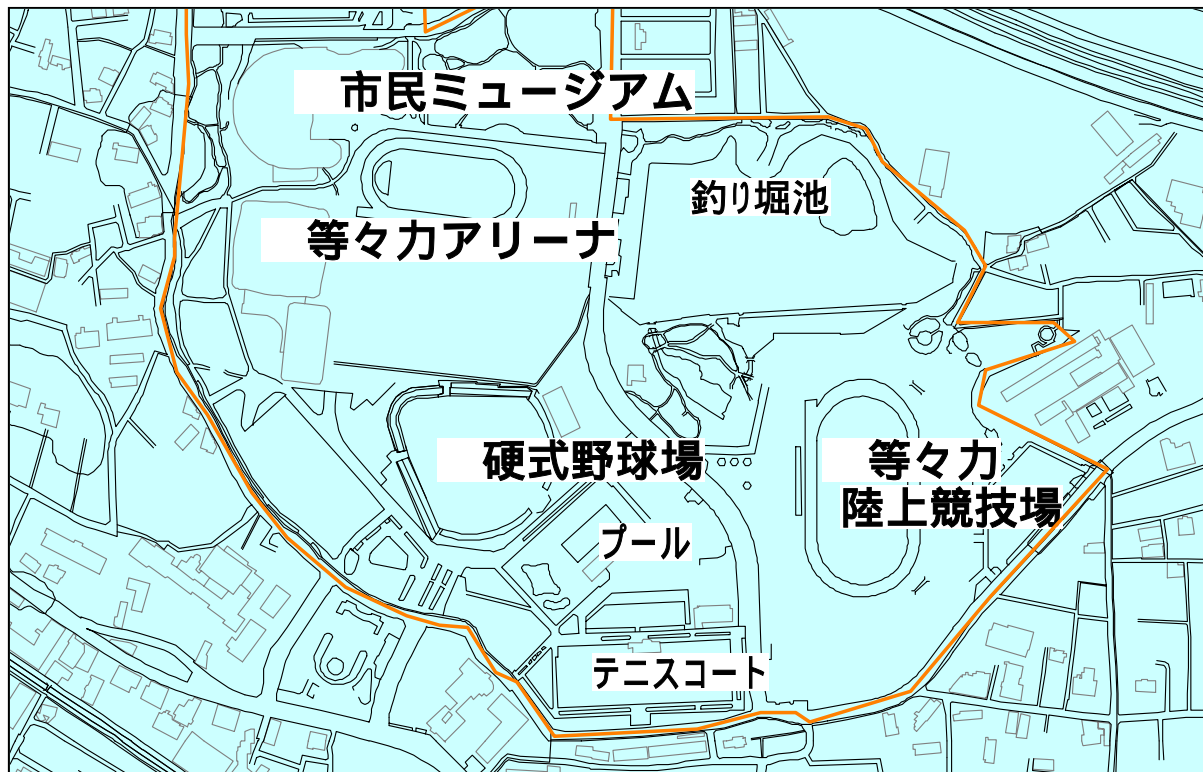 市民ミュージアム
釣り堀池
等々力アリーナ
硬式野球場
等々力
陸上競技場
プール
テニスコート